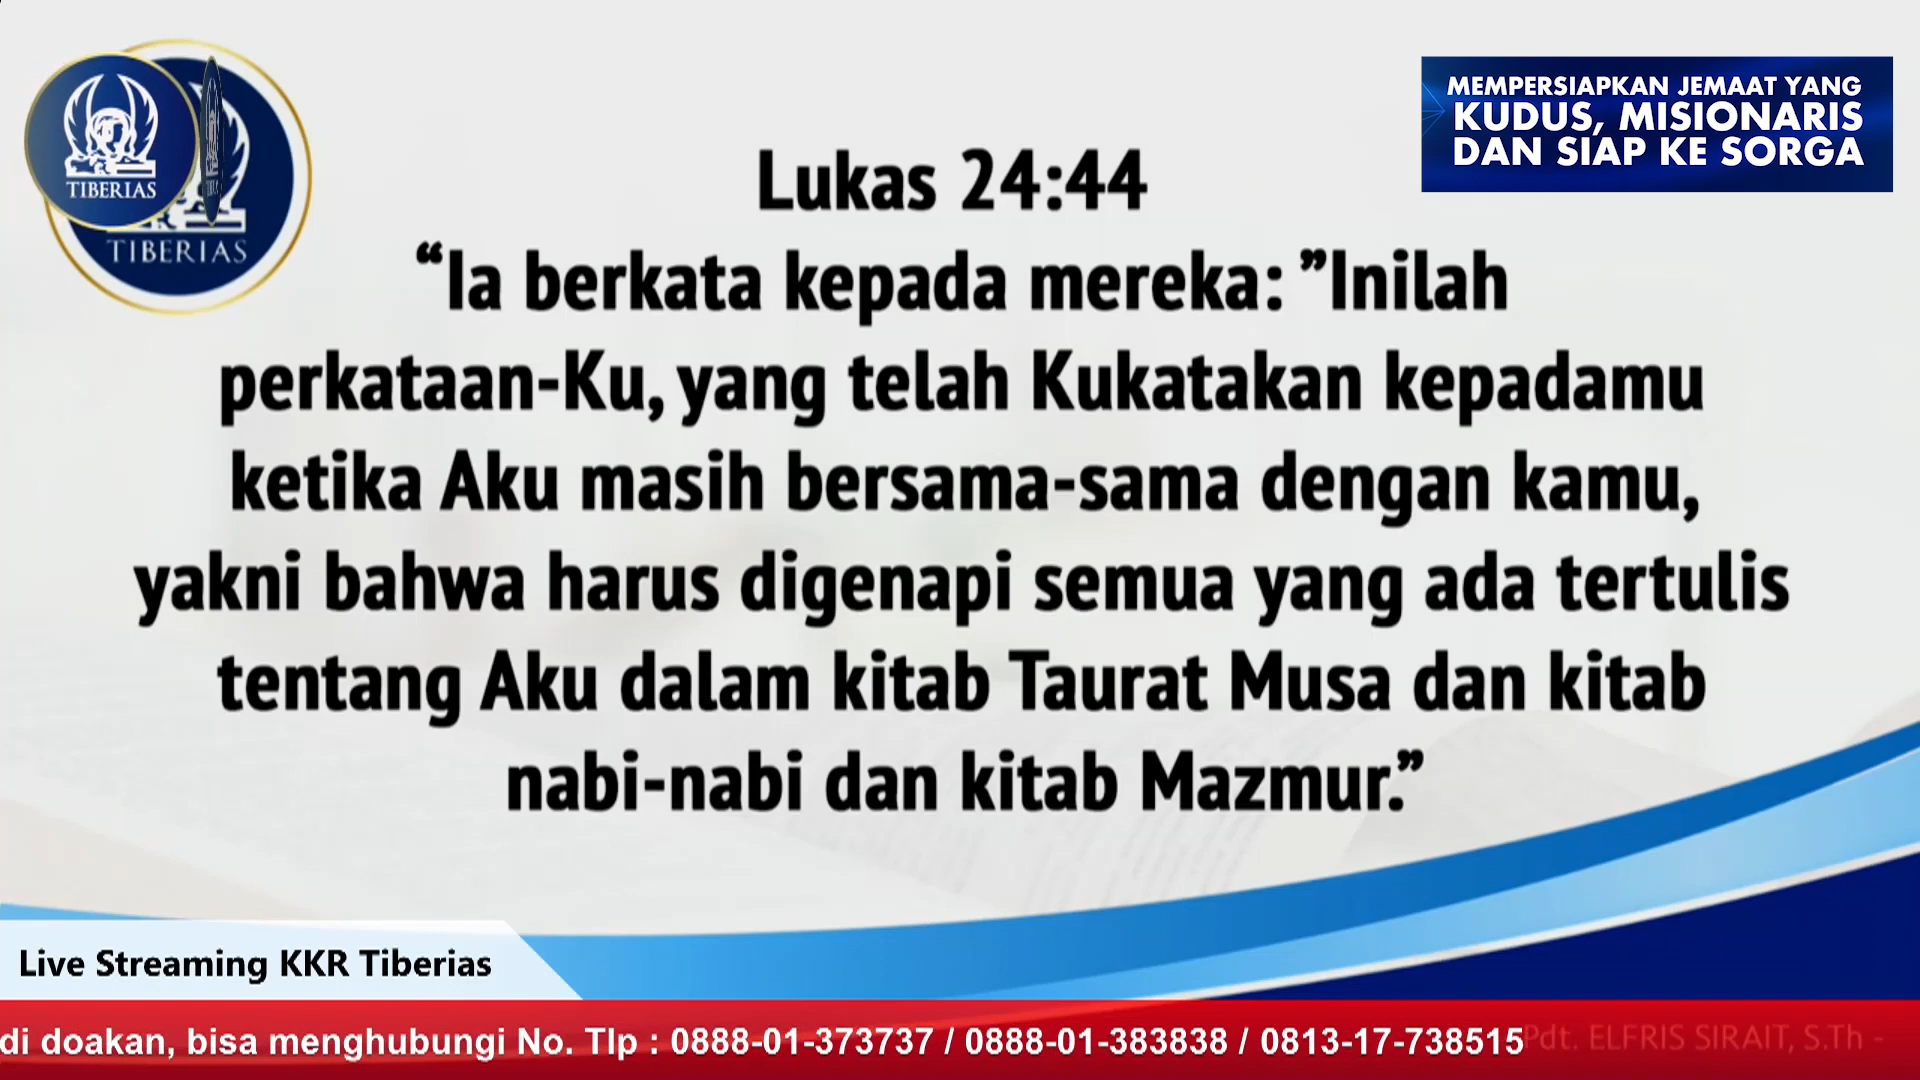 TIBERIAS
TIBERIAS
MEMPERSIAPKAN JEMAAT YANG
KUDUS, MISIONARIS
DAN SIAP KE SORGA
Lukas 24:44
“Ia berkata kepada mereka: ”Inilah
perkataan-Ku, yang telah Kukatakan kepadamu
ketika Aku masih bersama-sama dengan kamu,
yakni bahwa harus digenapi semua yang ada tertulis
tentang Aku dalam kitab Taurat Musa dan kitab
nabi-nabi dan kitab Mazmur.”
Live Streaming KKR Tiberias
di doakan, bisa menghubungi No. Tlp : 0888-01-373737 / 0888-01-383838 / 0813-17-738515
Pdt. ELFRIS SIRAIT, S.Th -